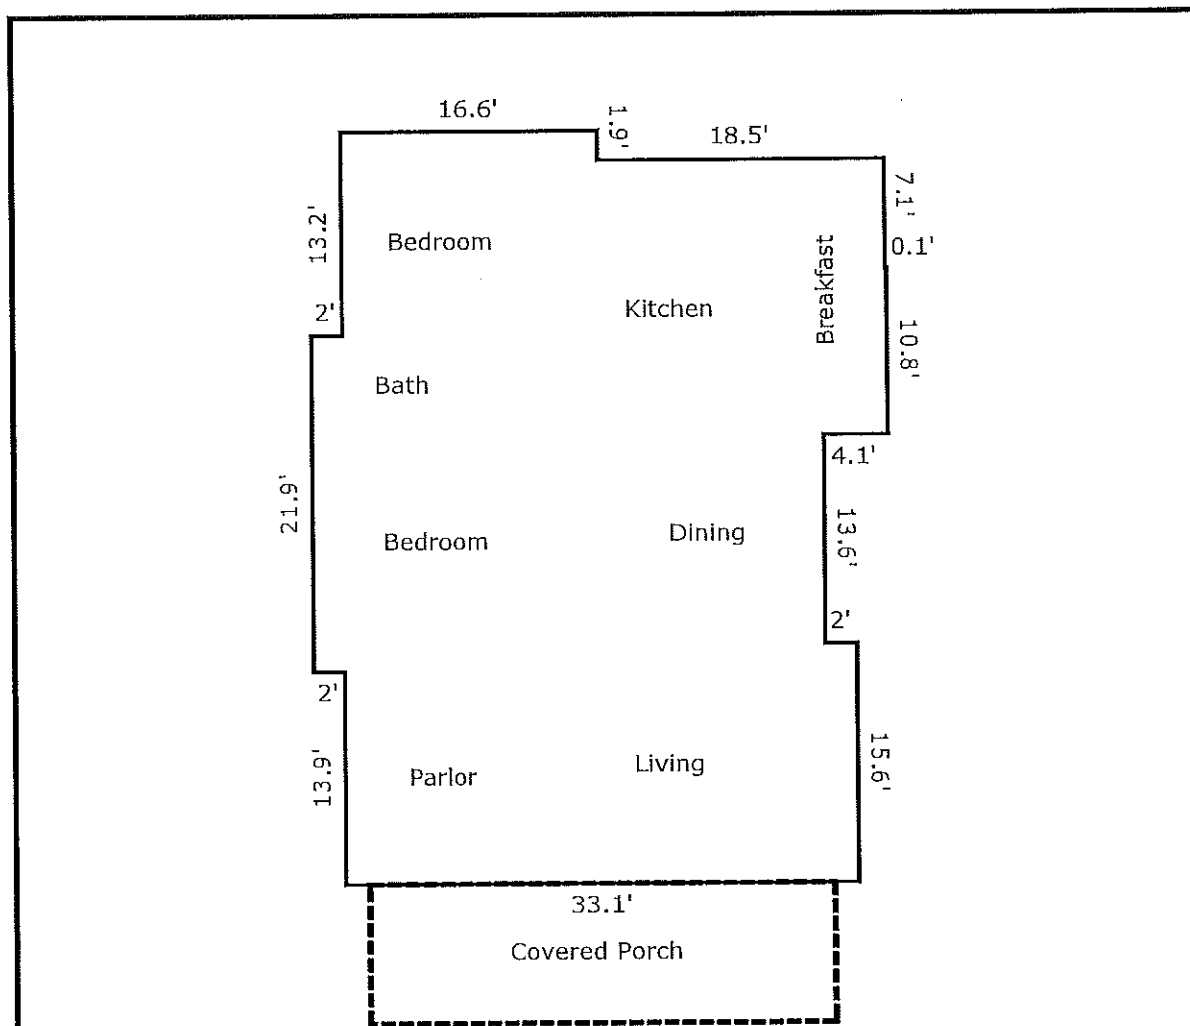 16.6'
1.9'
18.5'
7.1'
13.2'
Bedroom
Breakfast
0.1'
2'
Kitchen
10.8'
Bath
4.1'
21.9'
Bedroom
Dining
13.6'
2'
2'
13.9'
Parlor
Living
15.6'
33.1'
Covered Porch